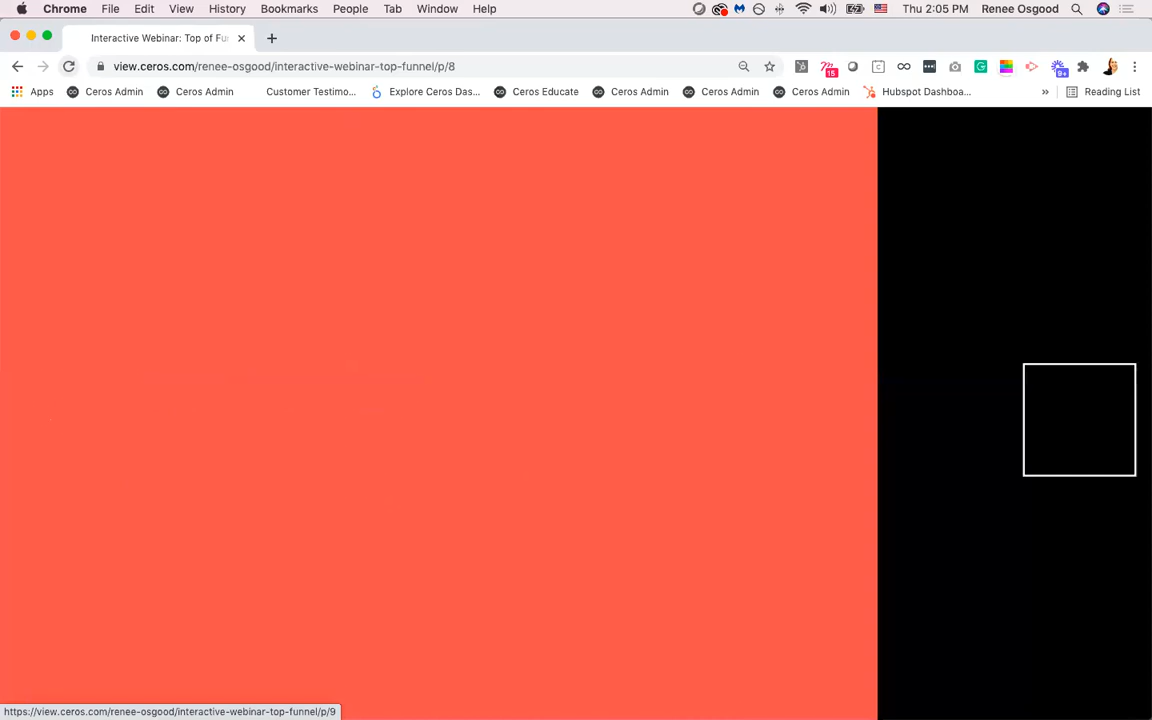 Chrome File Edit View History Bookmarks People Tab Window Help Thu 2:05 PM Renee Osgood
Interactive Webinar: Top of Fu
view.ceros.com/renee-osgood/interactive-webinar-top-funnel/p/8 15 9+
Apps Ceros Admin Ceros Admin Customer Testimo... Explore Ceros Das... Ceros Educate Ceros Admin Ceros Admin Ceros Admin Hubspot Dashboa... » Reading List
https://view.ceros.com/renee-osgood/interactive-webinar-top-funnel/p/9